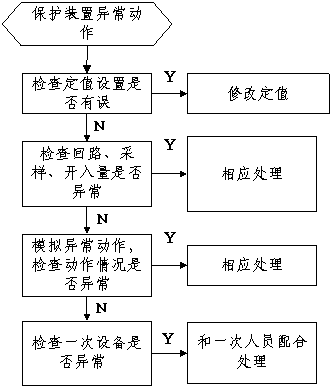 保护装置异常动
作
检查定值设置是
否有误
Y
修改定值
N
检查回路、采
样、开入量是否
异常
Y
相应处理
N
模拟异常动作，
检查动作情况是
否异常
Y
相应处理
N
检查一次设备是
否异常
Y
和一次人员配合
处理